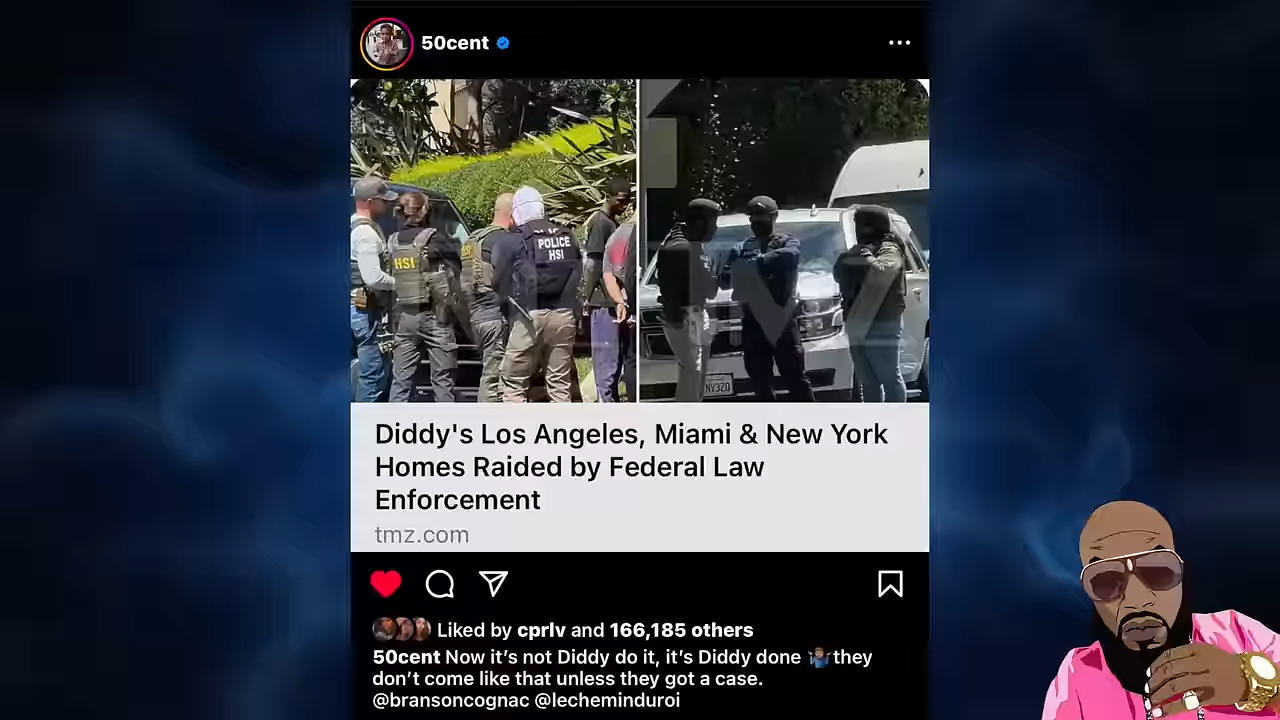 50cent
HSI
POLICE
HSI
TMZ
NV320
Diddy's Los Angeles, Miami & New York
Homes Raided by Federal Law
Enforcement
tmz.com
Liked by cprlv and 166,185 others
50cent Now it’s not Diddy do it, it’s Diddy done 🤷🏽‍♂️they
don’t come like that unless they got a case.
@bransoncognac @lecheminduroi